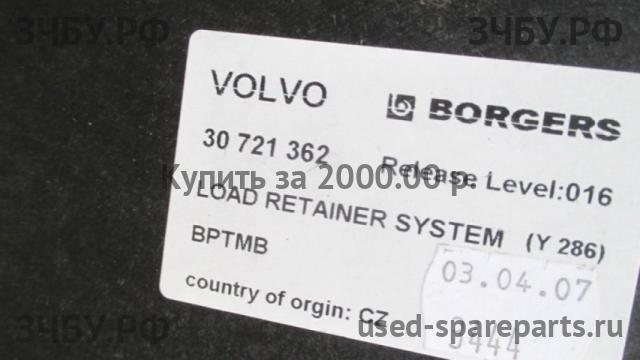 ЗЧБУ.РФ
ЗЧБУ.РФ
VOLVO
BORGERS
30 721 362
Release Level:016
Купить за 2000.00 р.
LOAD RETAINER SYSTEM (Y 286)
BPTMB
03.04.07
country of orgin: CZ
3444
ЗЧБУ.РФ
used-spareparts.ru